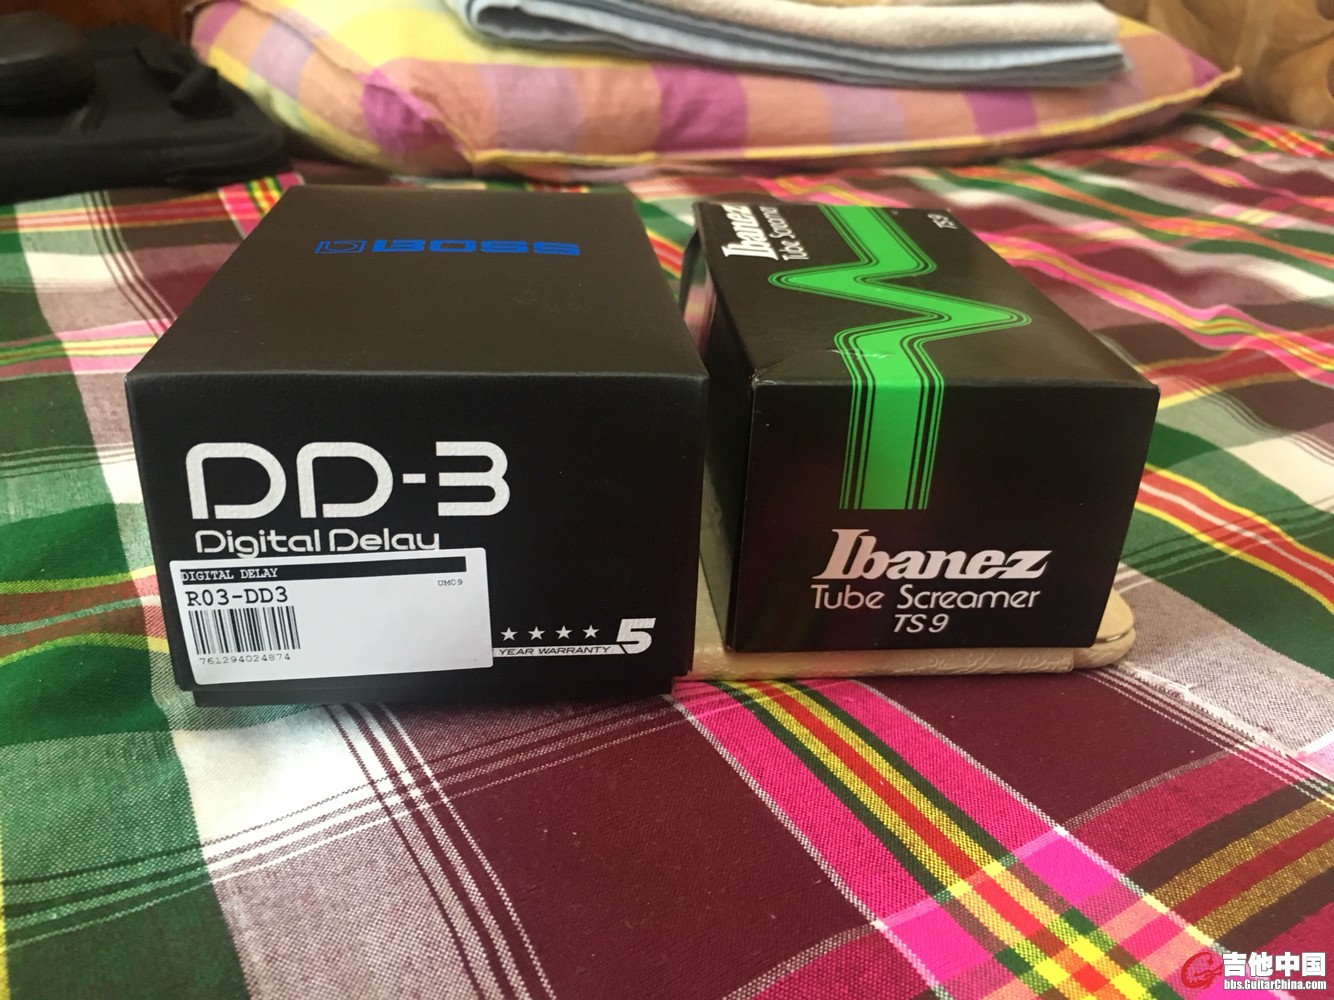 BOSS
DD-3
Digital Delay
DIGITAL DELAY
UMC9
R03-DD3
761294024874
5
YEAR WARRANTY
Ibanez
Tube Screamer
TS9
Ibanez
Tube Screamer
TS9
吉他中国
bbs.GuitarChina.com